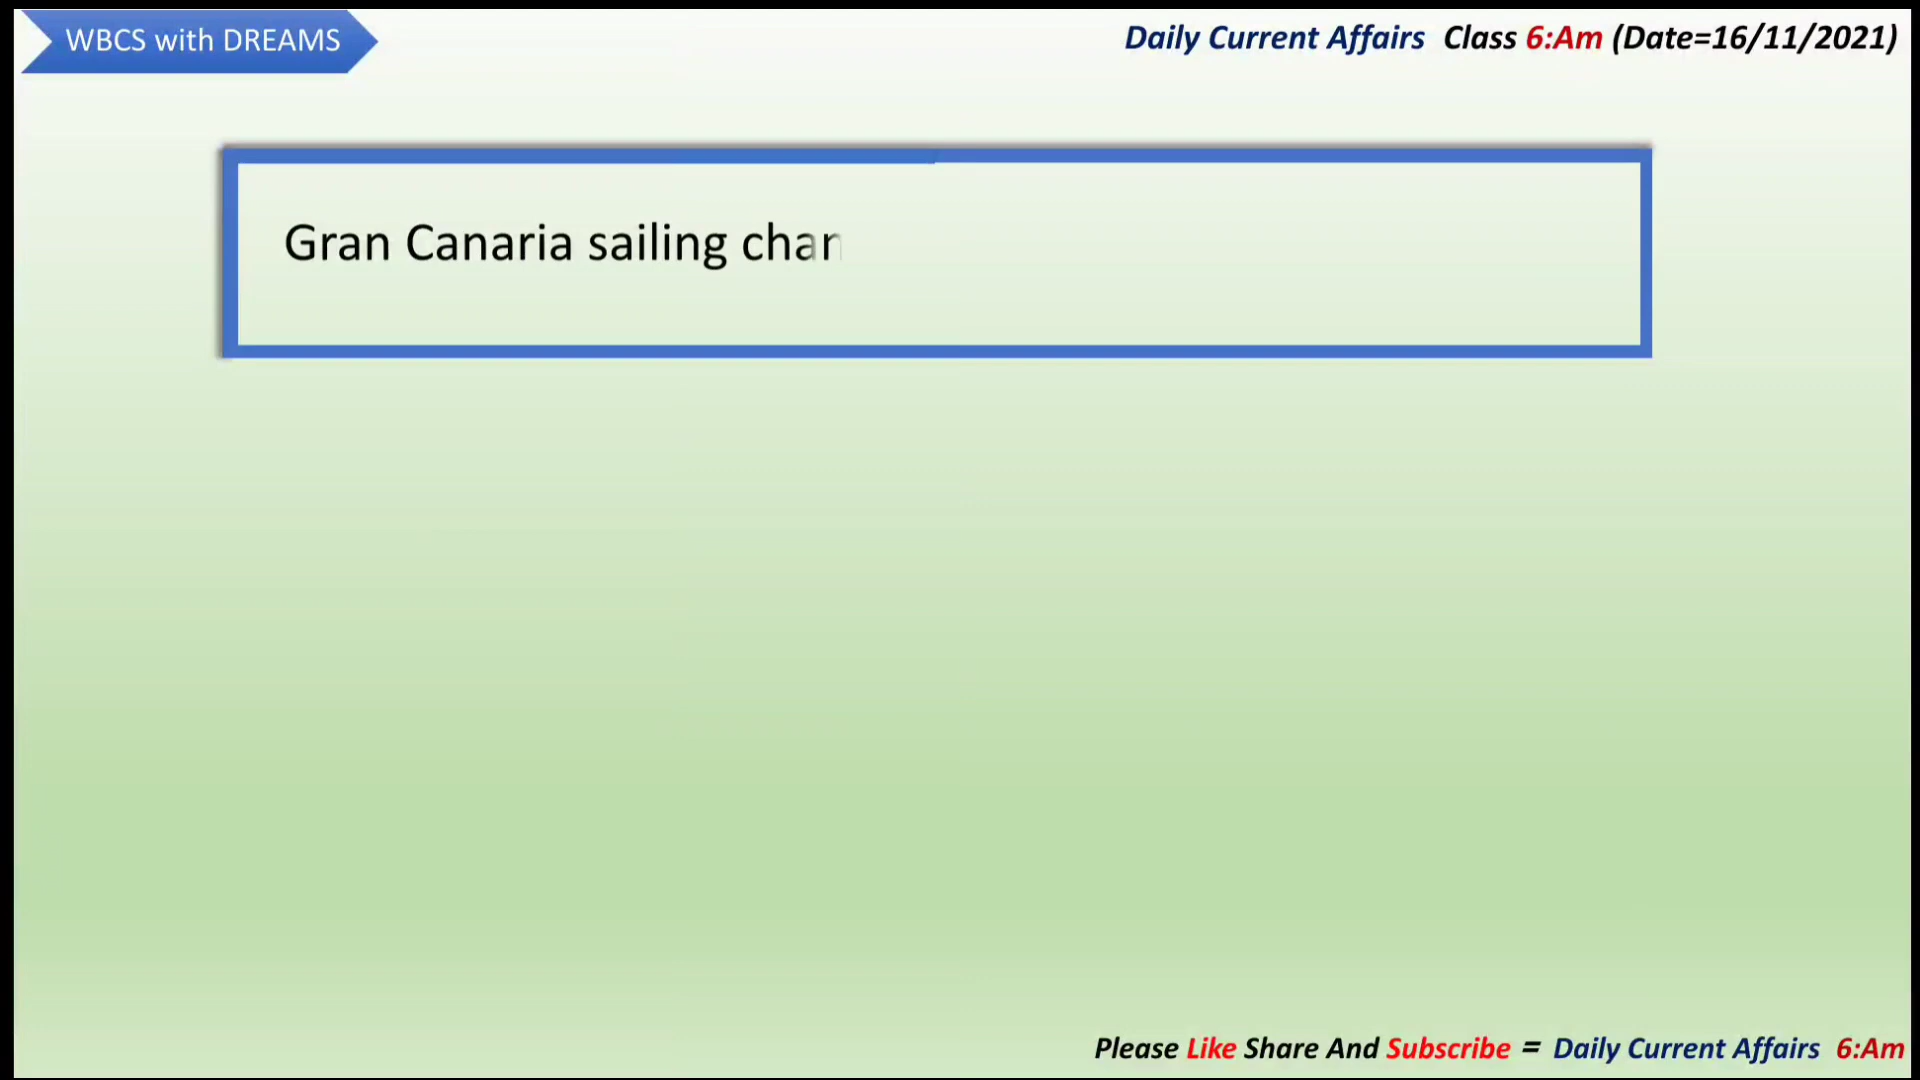 WBCS with DREAMS
Daily Current Affairs Class 6:Am (Date=16/11/2021)
Gran Canaria sailing
Please Like Share And Subscribe = Daily Current Affairs 6:Am